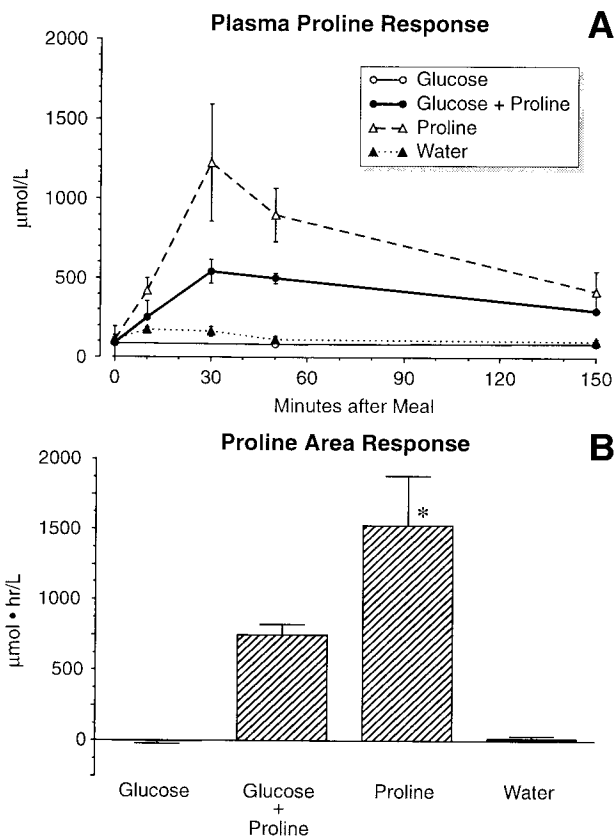 Plasma Proline Response
A
2000
1500
1000
500
0
μmol/L
Glucose
Glucose + Proline
Proline
Water
0 30 60 90 120 150
Minutes after Meal
Proline Area Response
B
2000
1500
1000
500
0
μmol • hr/L
*
Glucose
Glucose
+
Proline
Proline
Water